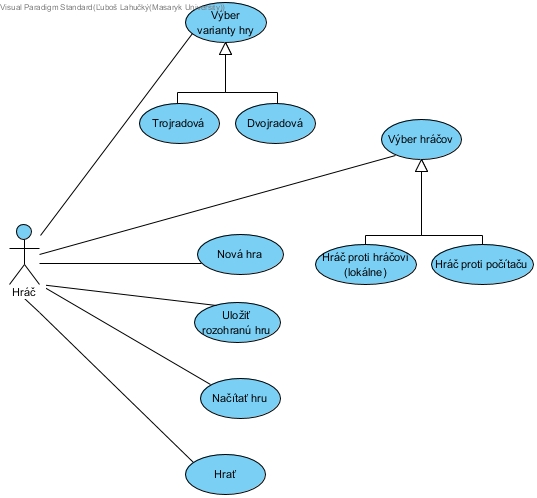 Visual Paradigm Standard(Ľuboš Lahučký(Masaryk University))
Výber
varianty hry
Trojradová
Dvojradová
Výber hráčov
Nová hra
Hráč proti hráčovi
(lokálne)
Hráč proti počítaču
Hráč
Uložiť
rozohranú hru
Načítať hru
Hrať